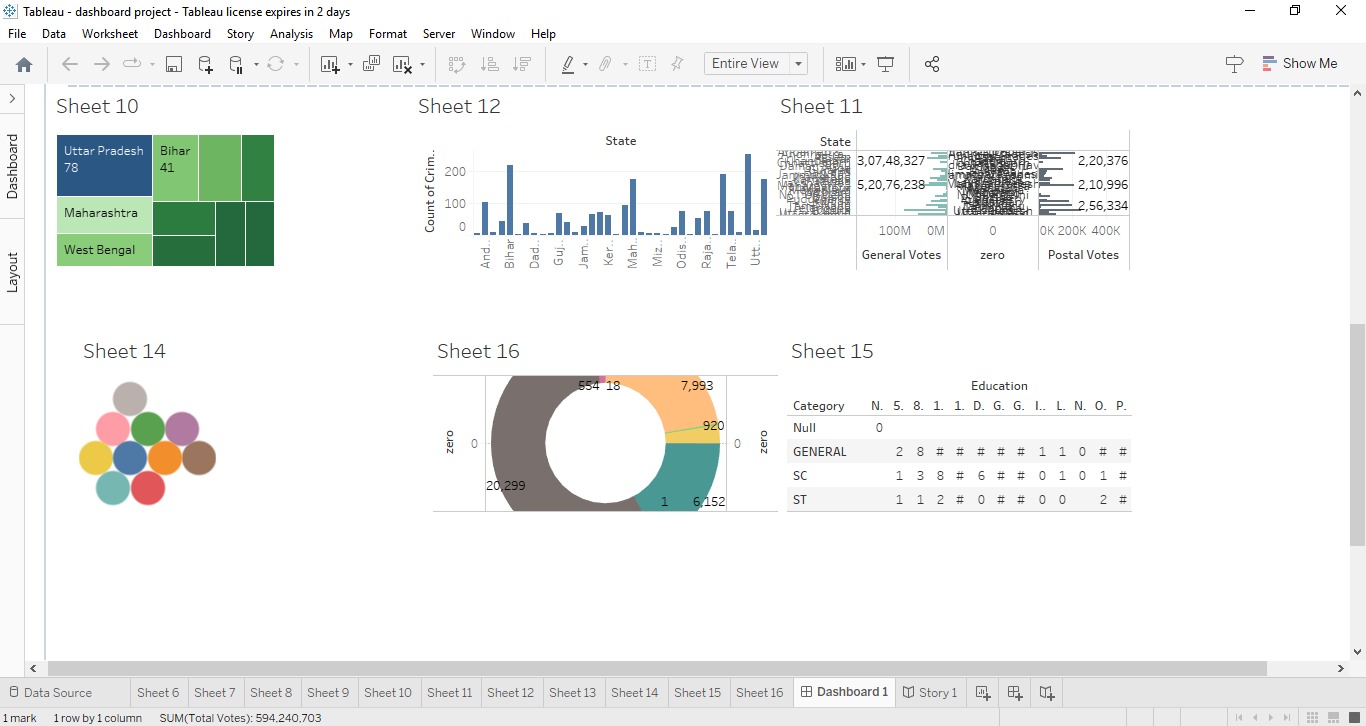 Tableau - dashboard project - Tableau license expires in 2 days
File Data Worksheet Dashboard Story Analysis Map Format Server Window Help
Entire View
Show Me
Dashboard
Layout
Sheet 10
Uttar Pradesh
78
Bihar
41
Maharashtra
West Bengal
Sheet 12
State
Count of Crim..
200
100
0
And..
Bihar
Dad..
Guj..
Jam..
Ker..
Mah..
Miz..
Odis..
Raja..
Tela..
Utt..
Sheet 11
State
3,07,48,327
5,20,76,238
2,20,376
2,10,996
2,56,334
100M 0M 0 0K 200K 400K
General Votes zero Postal Votes
Sheet 14
Sheet 16
zero
0
554 18 7,993
920
20,299
1 6,152
0
zero
Sheet 15
Education
Category N. 5. 8. 1. 1. D. G. G. I.. L. N. O. P.
Null 0
GENERAL 2 8 # # # # # 1 1 0 # #
SC 1 3 8 # 6 # # 0 1 0 1 #
ST 1 1 2 # 0 # # 0 0 2 #
Data Source Sheet 6 Sheet 7 Sheet 8 Sheet 9 Sheet 10 Sheet 11 Sheet 12 Sheet 13 Sheet 14 Sheet 15 Sheet 16 Dashboard 1 Story 1
1 mark 1 row by 1 column SUM(Total Votes): 594,240,703